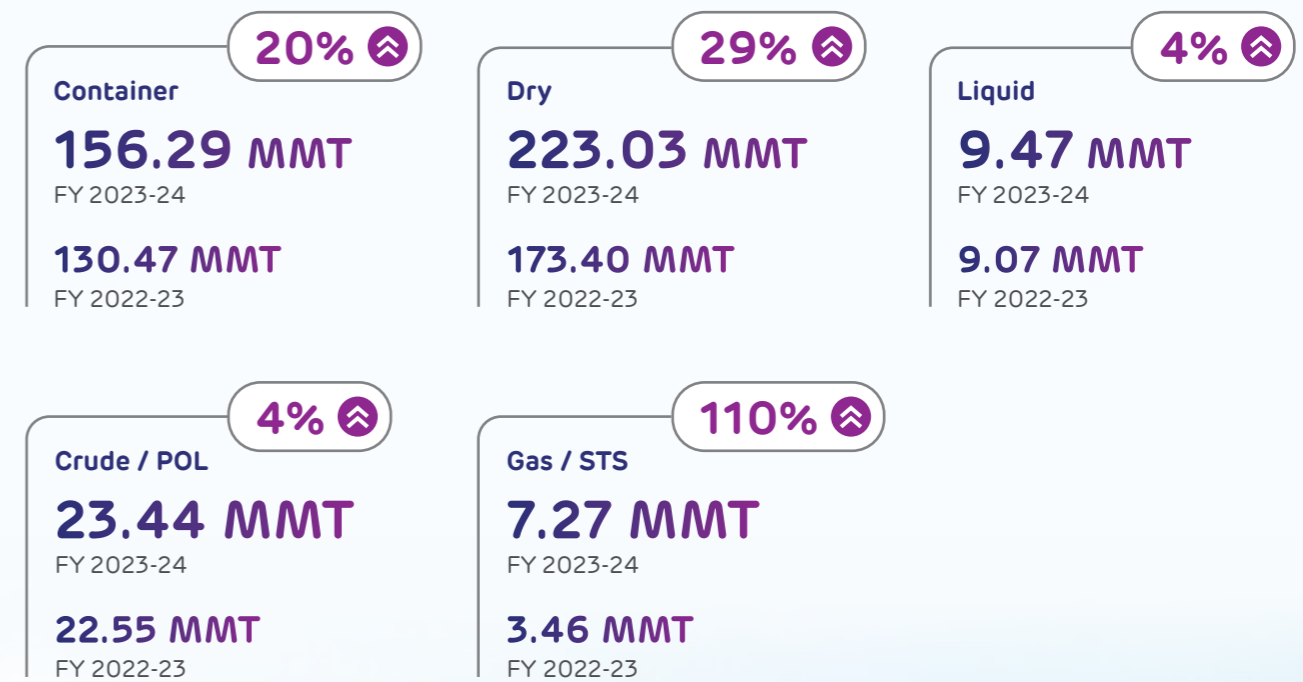 20%
Container
156.29 MMT
FY 2023-24
130.47 MMT
FY 2022-23
29%
Dry
223.03 MMT
FY 2023-24
173.40 MMT
FY 2022-23
4%
Liquid
9.47 MMT
FY 2023-24
9.07 MMT
FY 2022-23
4%
Crude / POL
23.44 MMT
FY 2023-24
22.55 MMT
FY 2022-23
110%
Gas / STS
7.27 MMT
FY 2023-24
3.46 MMT
FY 2022-23